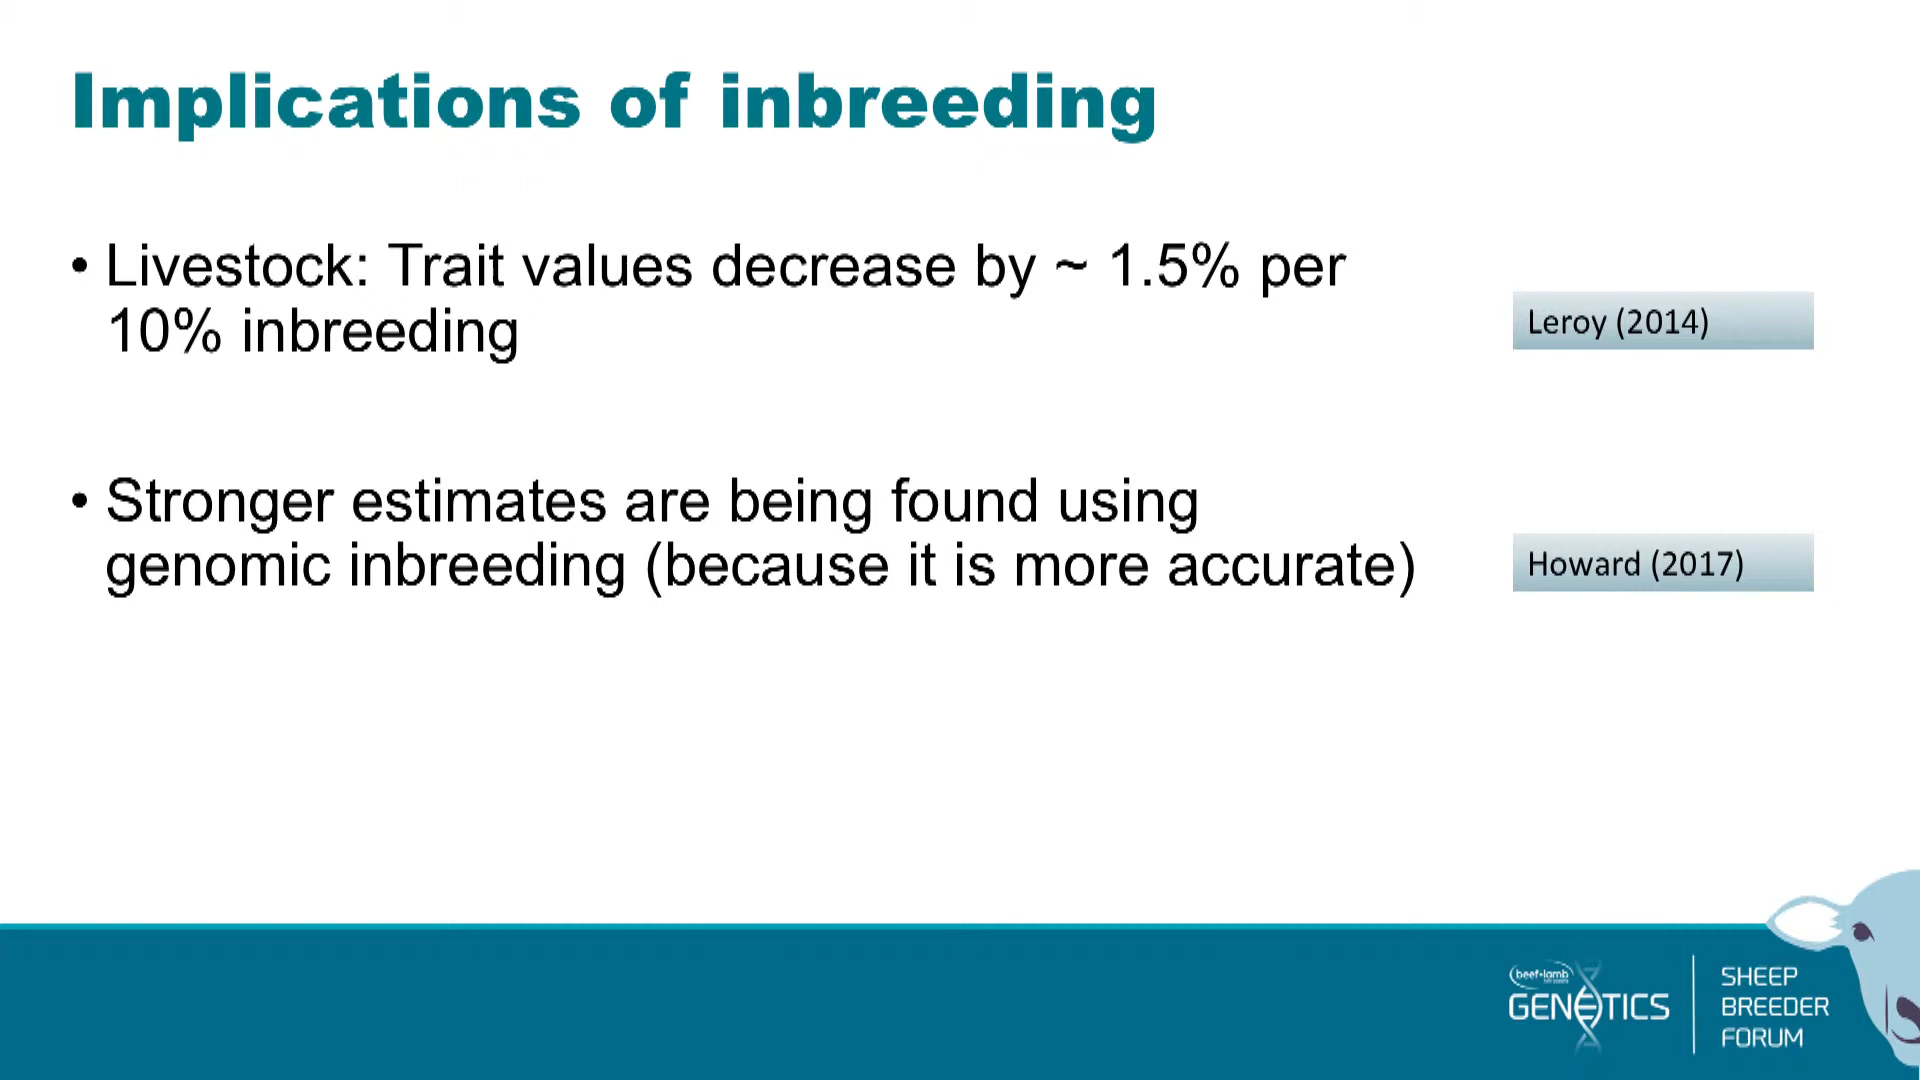 Implications of inbreeding
• Livestock: Trait values decrease by ~ 1.5% per
10% inbreeding
Leroy (2014)
• Stronger estimates are being found using
genomic inbreeding (because it is more accurate)
Howard (2017)
beef+lamb
GENETICS
SHEEP
BREEDER
FORUM